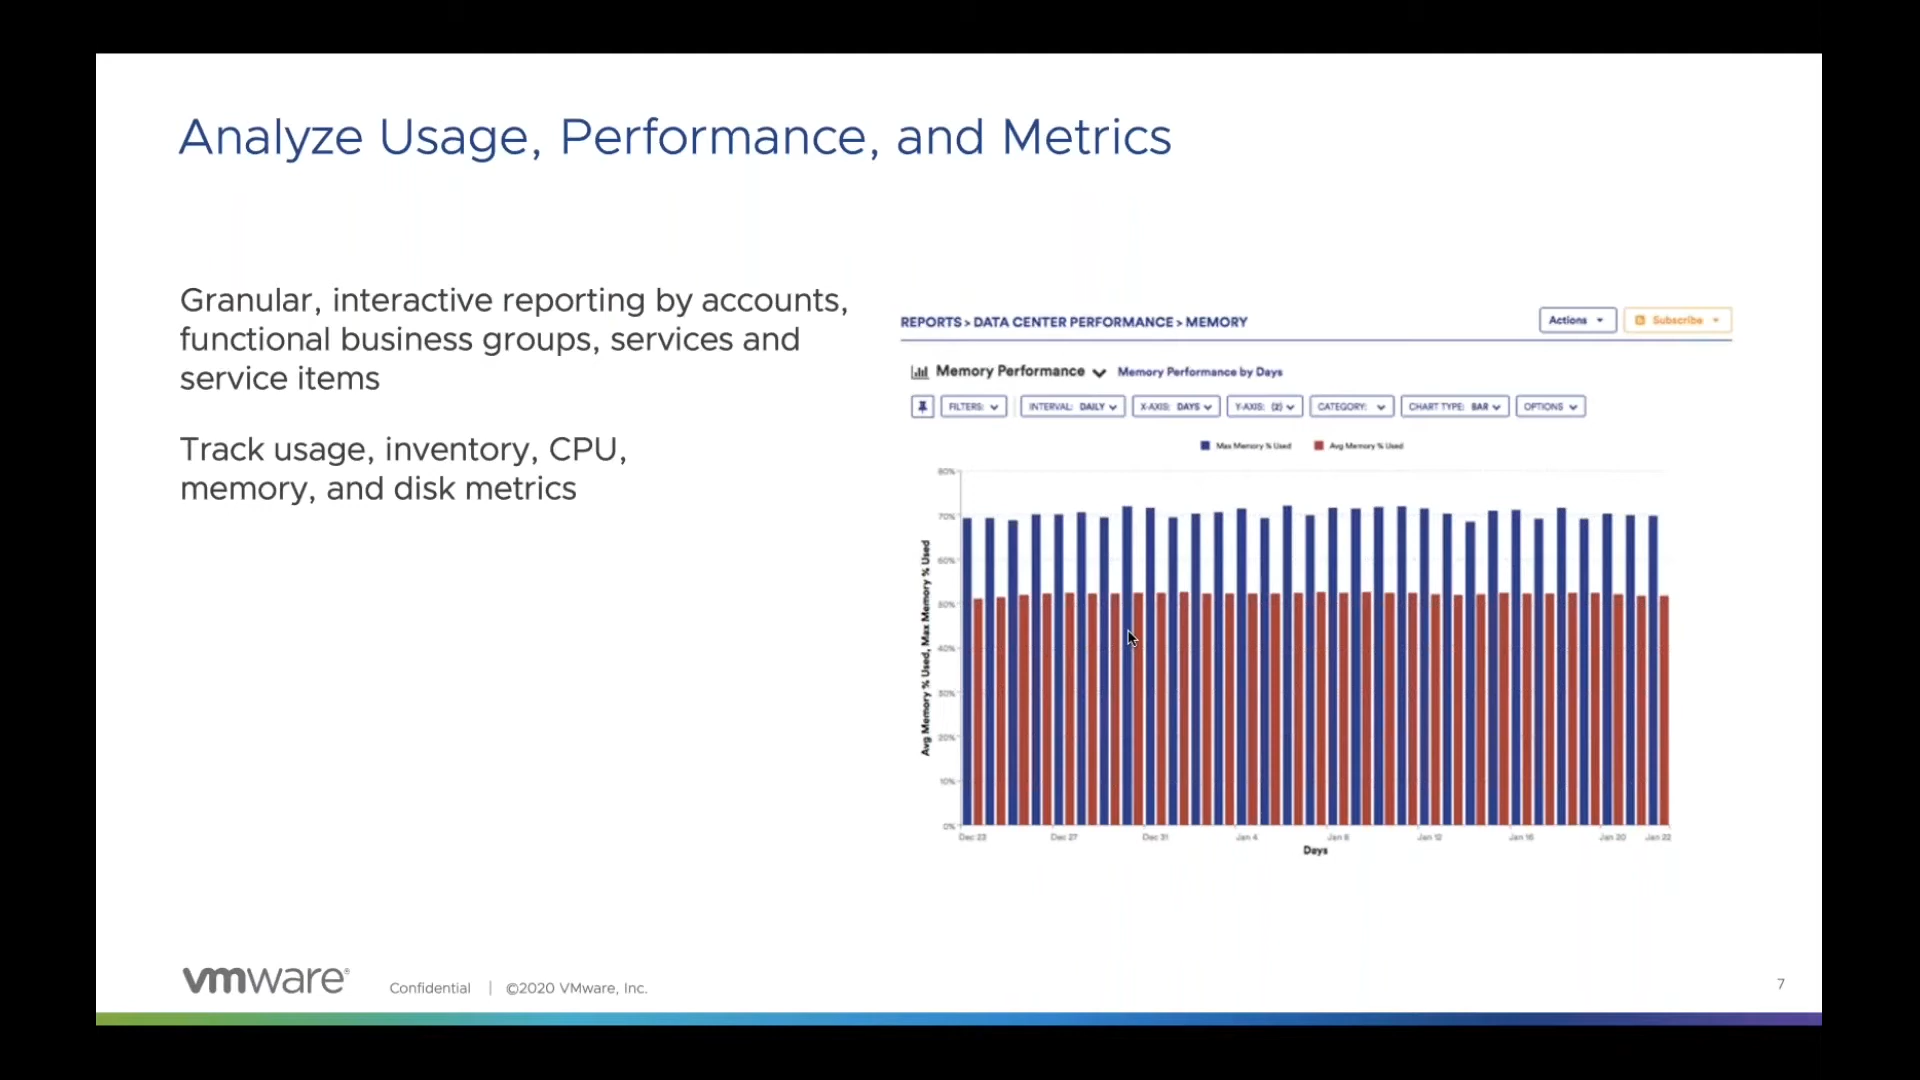 Analyze Usage, Performance, and Metrics
Granular, interactive reporting by accounts,
functional business groups, services and
service items
Track usage, inventory, CPU,
memory, and disk metrics
REPORTS > DATA CENTER PERFORMANCE > MEMORY
Actions
Subscribe
Memory Performance
Memory Performance by Days
FILTERS:
INTERVAL: DAILY
X-AXIS: DAYS
Y-AXIS: (2)
CATEGORY:
CHART TYPE: BAR
OPTIONS
Max Memory % Used
Avg Memory % Used
Avg Memory % Used, Max Memory % Used
80%
70%
60%
50%
40%
30%
20%
10%
0%
Dec 23
Dec 27
Dec 31
Jan 4
Jan 8
Jan 12
Jan 16
Jan 20
Jan 22
Days
vmware®
Confidential | ©2020 VMware, Inc.
7